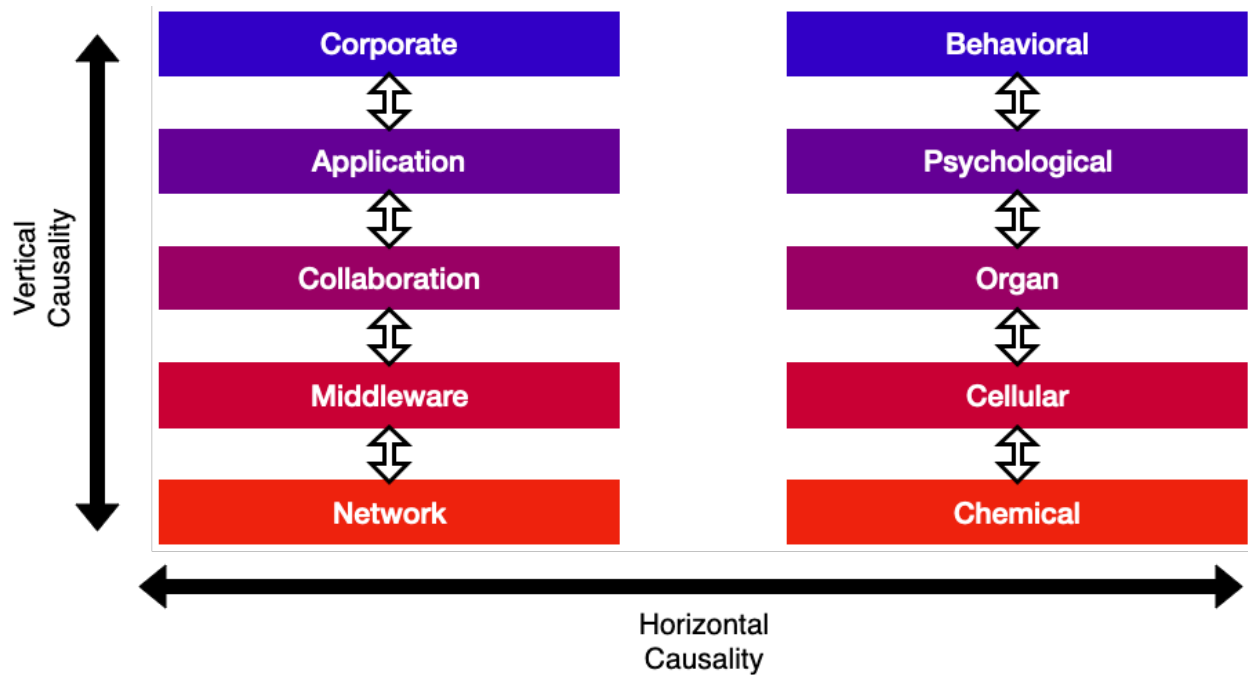 Corporate
Behavioral
Application
Psychological
Vertical
Causality
Collaboration
Organ
Middleware
Cellular
Network
Chemical
Horizontal
Causality